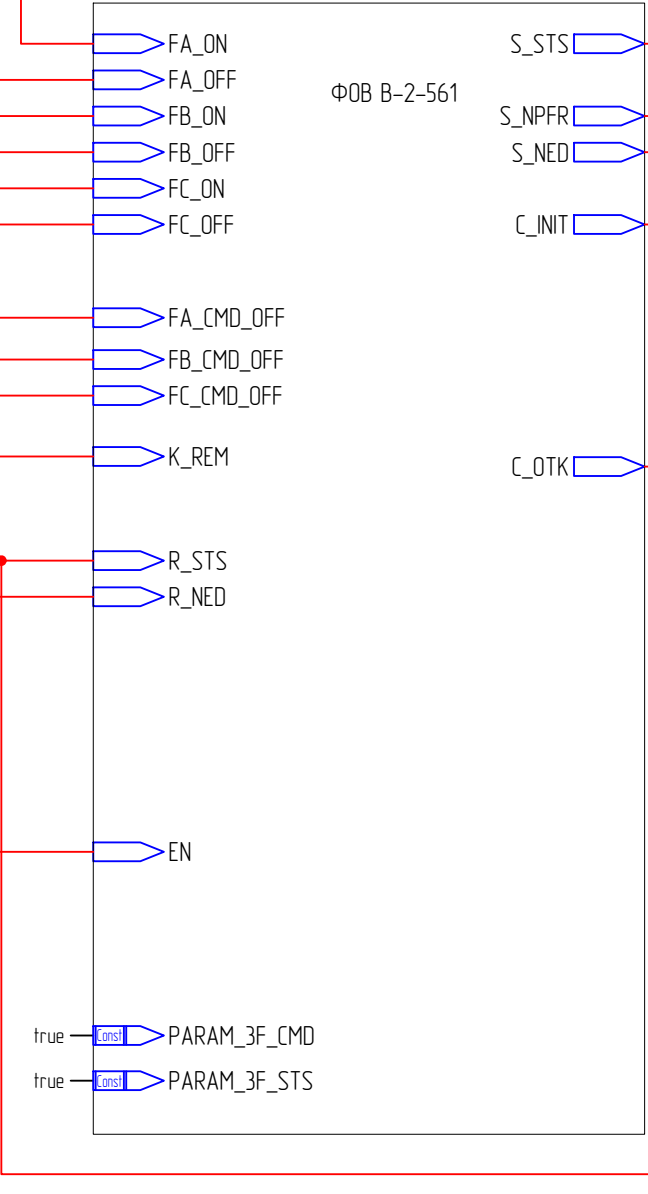 FA_ON S_STS
FA_OFF
ФОВ В-2-561
FB_ON S_NPFR
FB_OFF S_NED
FC_ON
FC_OFF C_INIT
FA_CMD_OFF
FB_CMD_OFF
FC_CMD_OFF
K_REM
C_OTK
R_STS
R_NED
EN
true Const PARAM_3F_CMD
true Const PARAM_3F_STS